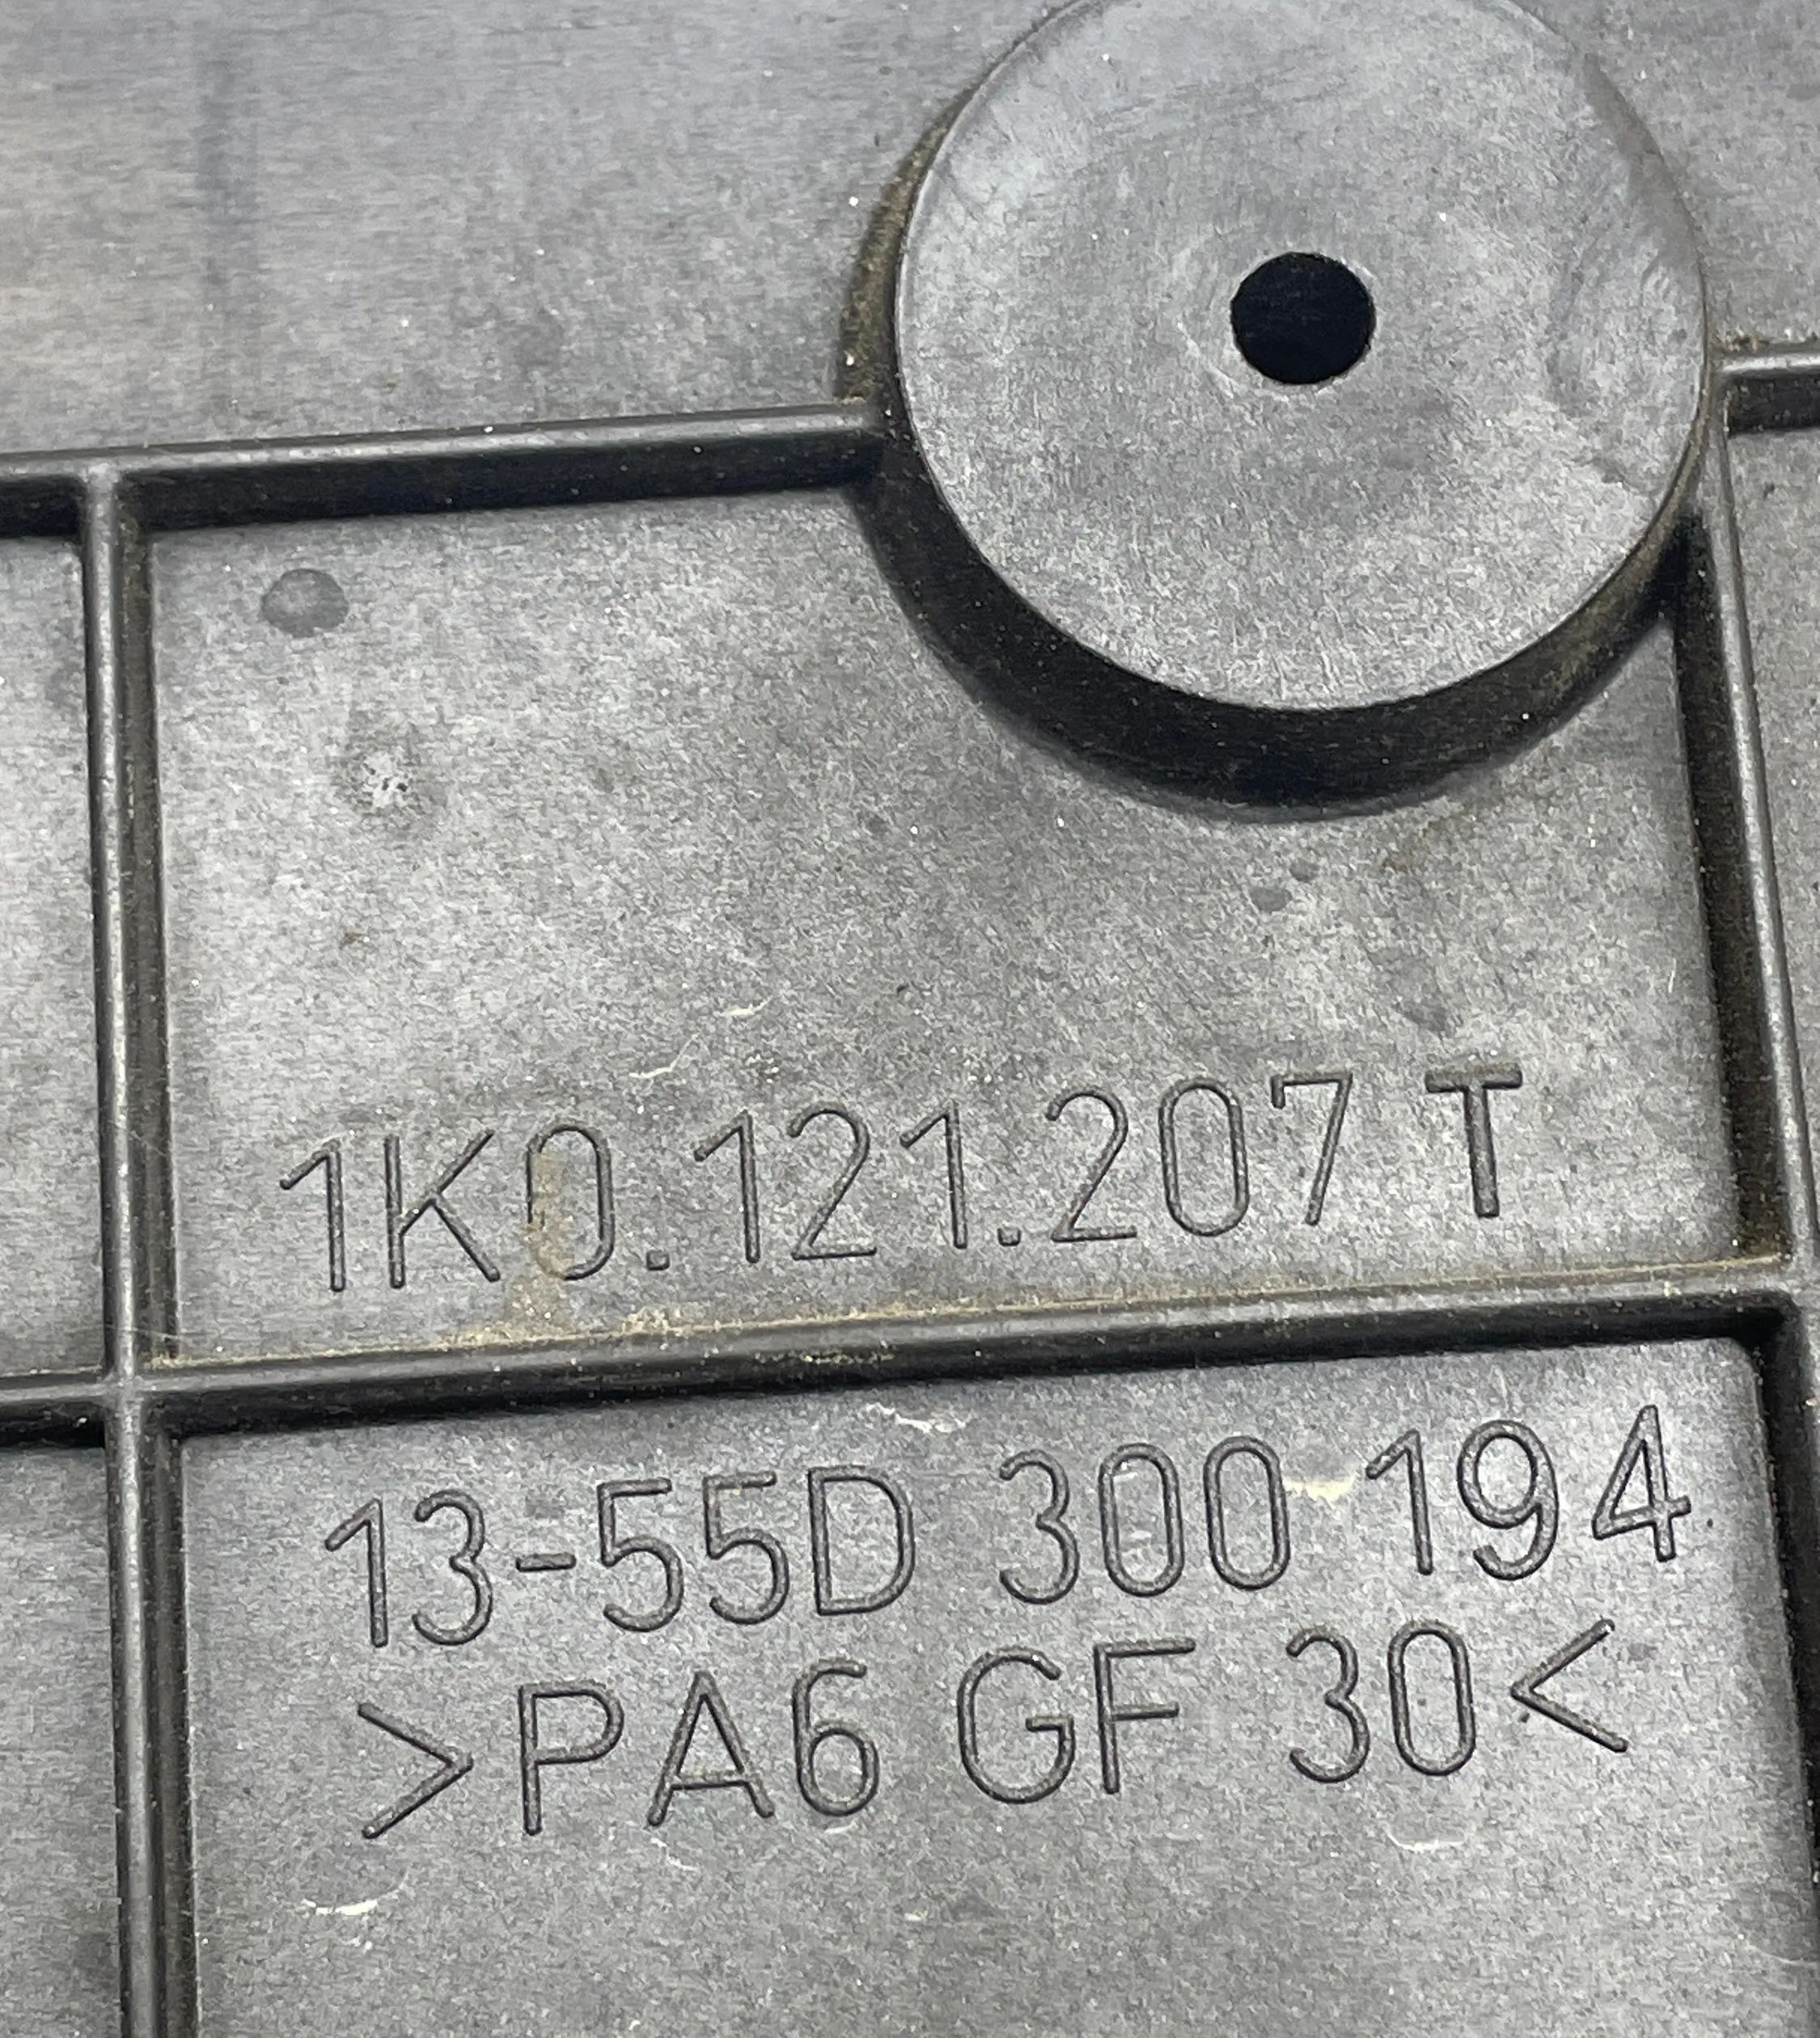 1K0.121.207 T
13-55D 300 194
>PA6 GF 30<